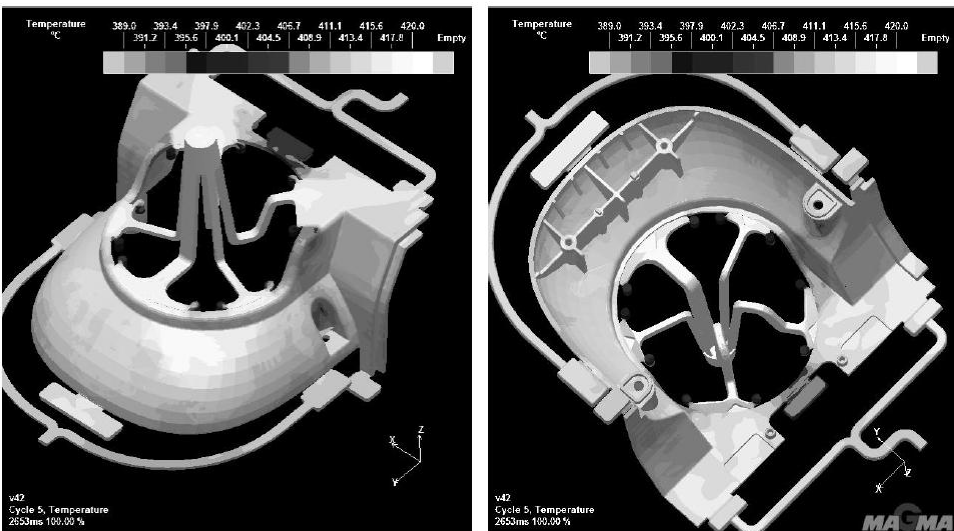 Temperature
°C
389.0 393.4 397.9 402.3 406.7 411.1 415.6 420.0
391.2 395.6 400.1 404.5 408.9 413.4 417.8 Empty
X Z
Y
v42
Cycle 5, Temperature
2653ms 100.00 %
Temperature
°C
389.0 393.4 397.9 402.3 406.7 411.1 415.6 420.0
391.2 395.6 400.1 404.5 408.9 413.4 417.8 Empty
Y
Z
X
v42
Cycle 5, Temperature
2653ms 100.00 %
MAGMA